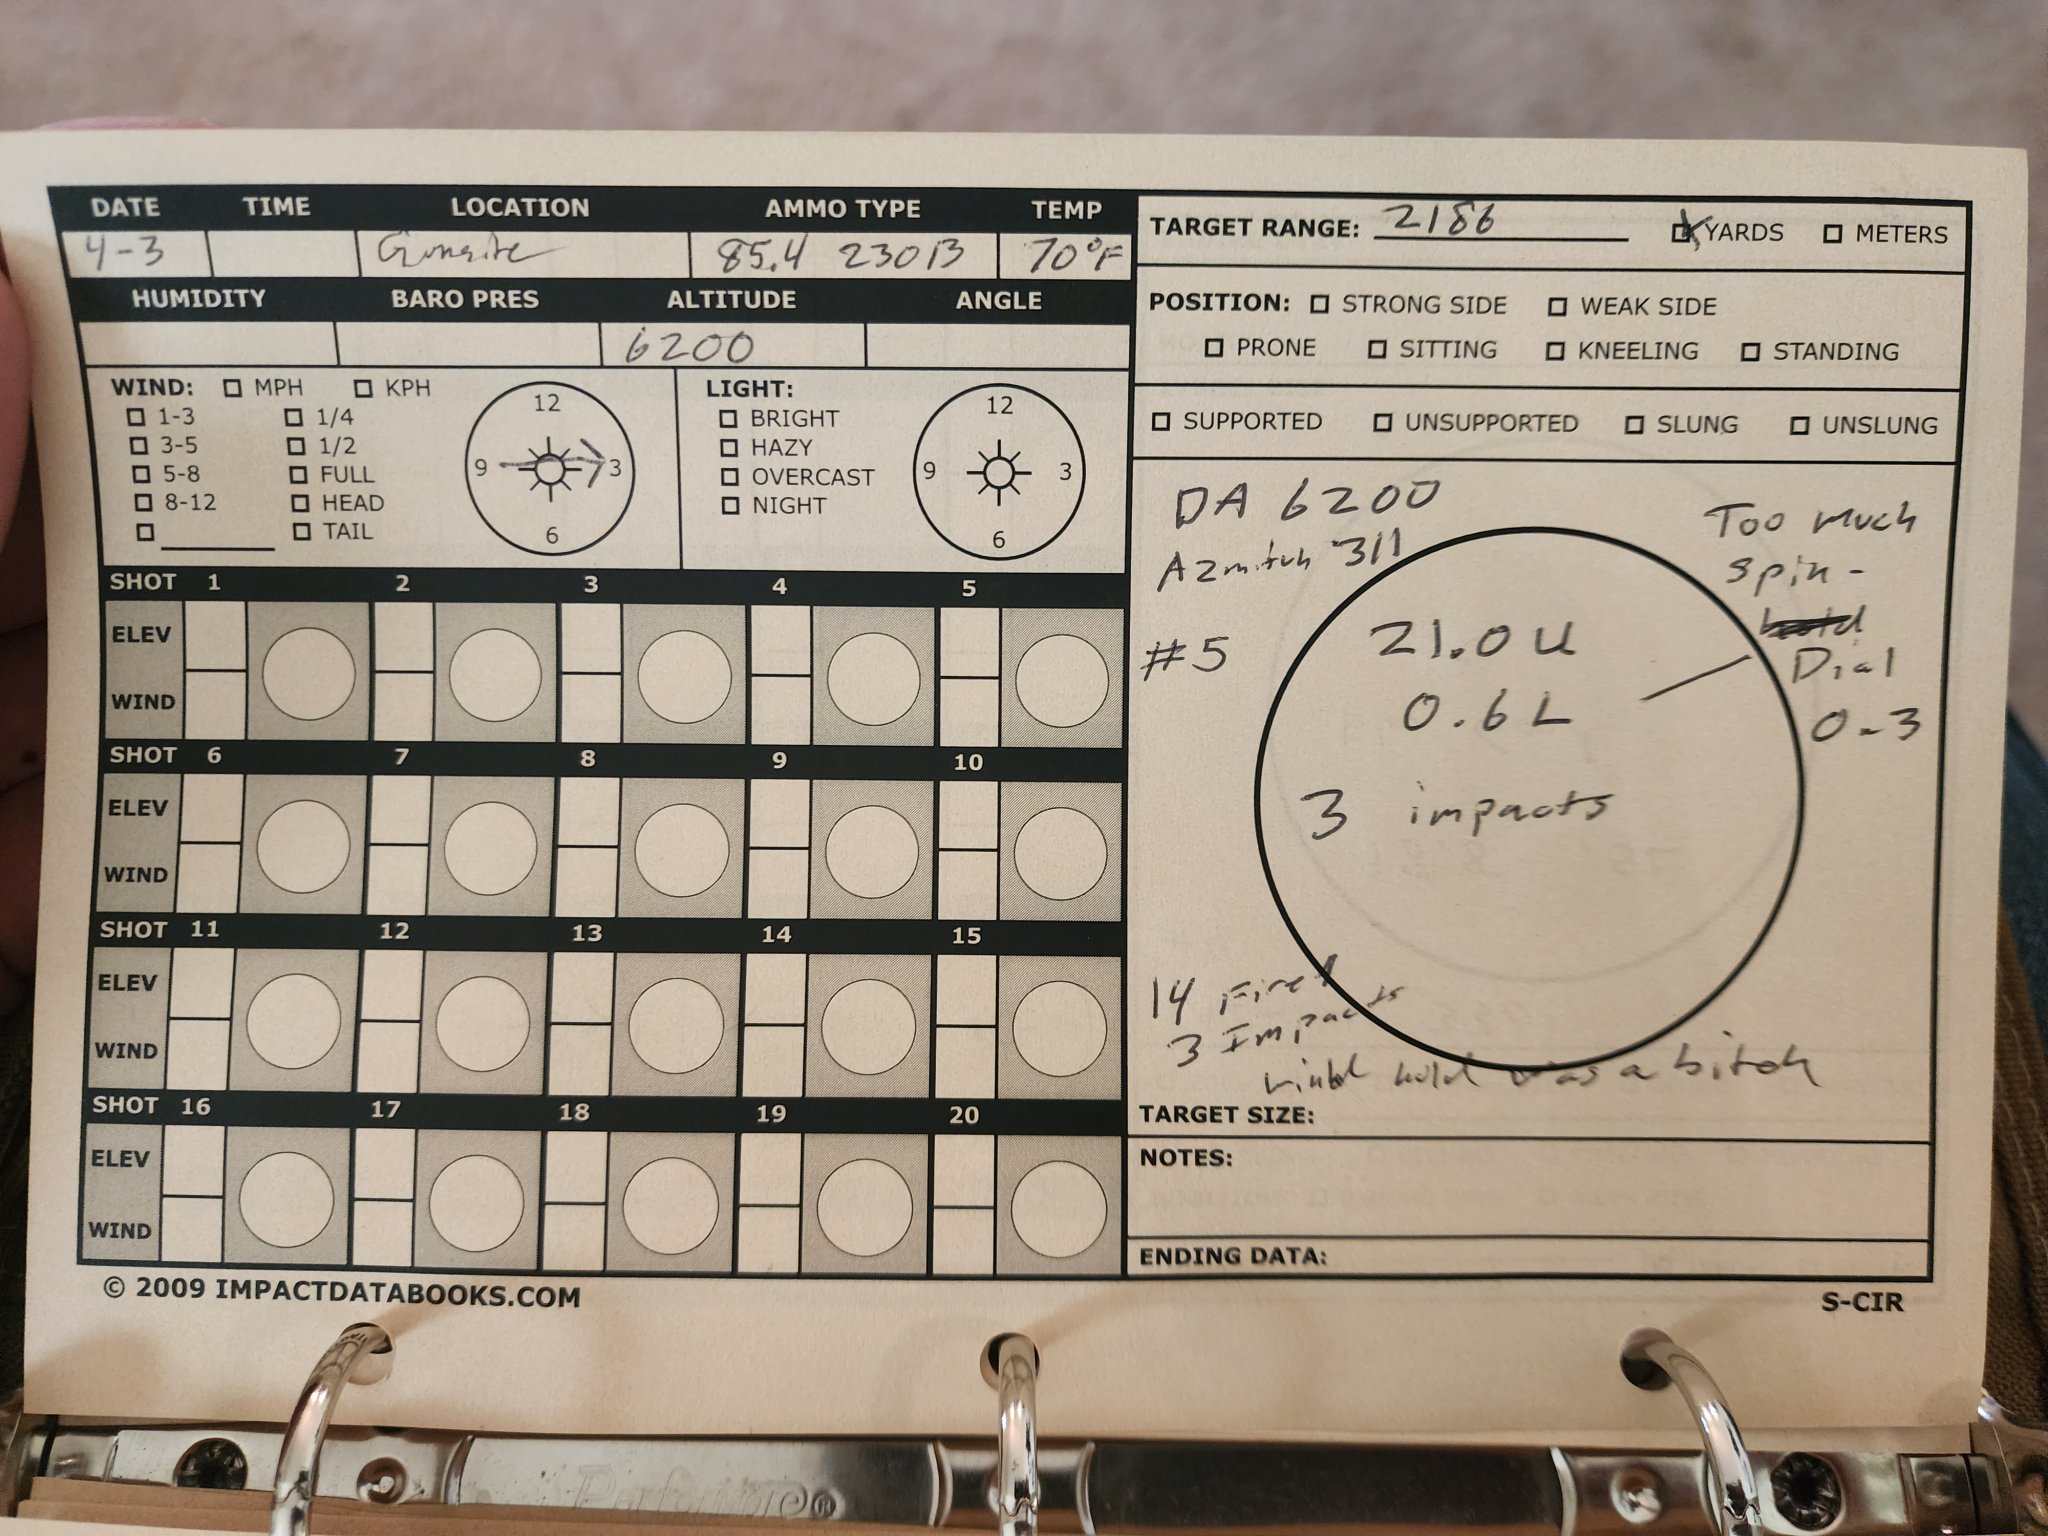 DATE TIME LOCATION AMMO TYPE TEMP
4-3 Gunsite 85.4 230B 70°F
HUMIDITY BARO PRES ALTITUDE ANGLE
6200
WIND: MPH KPH
1-3 1/4
3-5 1/2
5-8 FULL
8-12 HEAD
TAIL
12
9 3
6
LIGHT:
BRIGHT
HAZY
OVERCAST
NIGHT
12
9 3
6
SHOT 1 2 3 4 5
ELEV
WIND
SHOT 6 7 8 9 10
ELEV
WIND
SHOT 11 12 13 14 15
ELEV
WIND
SHOT 16 17 18 19 20
ELEV
WIND
TARGET RANGE: 2186 YARDS METERS
POSITION: STRONG SIDE WEAK SIDE
PRONE SITTING KNEELING STANDING
SUPPORTED UNSUPPORTED SLUNG UNSLUNG
DA 6200
Azmituh 311
#5
21.0 U
0.6 L
3 impacts
Too much
spin -
Dial
0.3
14 Fired
3 Impacts
wind hold was a bitch
TARGET SIZE:
NOTES:
ENDING DATA:
© 2009 IMPACTDATABOOKS.COM
S-CIR